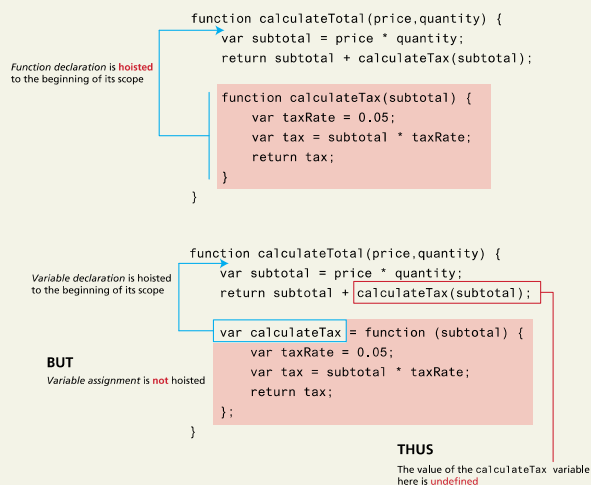 function calculateTotal(price,quantity) {
var subtotal = price * quantity;
return subtotal + calculateTax(subtotal);
Function declaration is hoisted
to the beginning of its scope
function calculateTax(subtotal) {
var taxRate = 0.05;
var tax = subtotal * taxRate;
return tax;
}
}
function calculateTotal(price,quantity) {
var subtotal = price * quantity;
return subtotal + calculateTax(subtotal);
Variable declaration is hoisted
to the beginning of its scope
var calculateTax = function (subtotal) {
var taxRate = 0.05;
var tax = subtotal * taxRate;
return tax;
};
}
BUT
Variable assignment is not hoisted
THUS
The value of the calculateTax variable
here is undefined